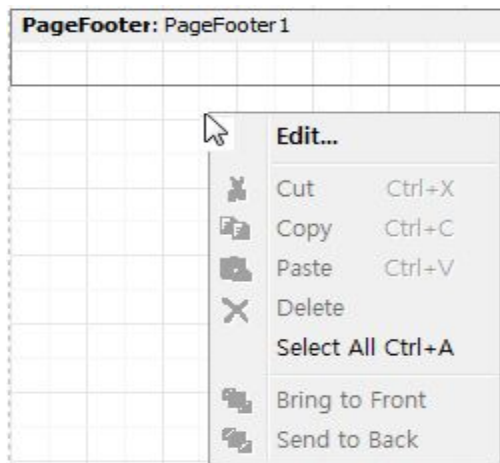 PageFooter: PageFooter1
Edit...
Cut Ctrl+X
Copy Ctrl+C
Paste Ctrl+V
Delete
Select All Ctrl+A
Bring to Front
Send to Back